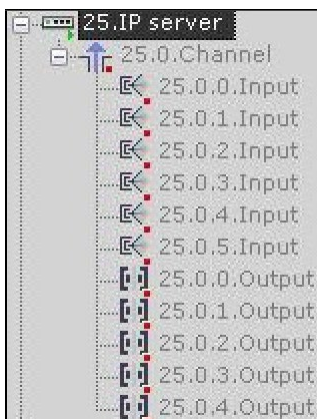 25.IP server
25.0.Channel
25.0.0.Input
25.0.1.Input
25.0.2.Input
25.0.3.Input
25.0.4.Input
25.0.5.Input
25.0.0.Output
25.0.1.Output
25.0.2.Output
25.0.3.Output
25.0.4.Output